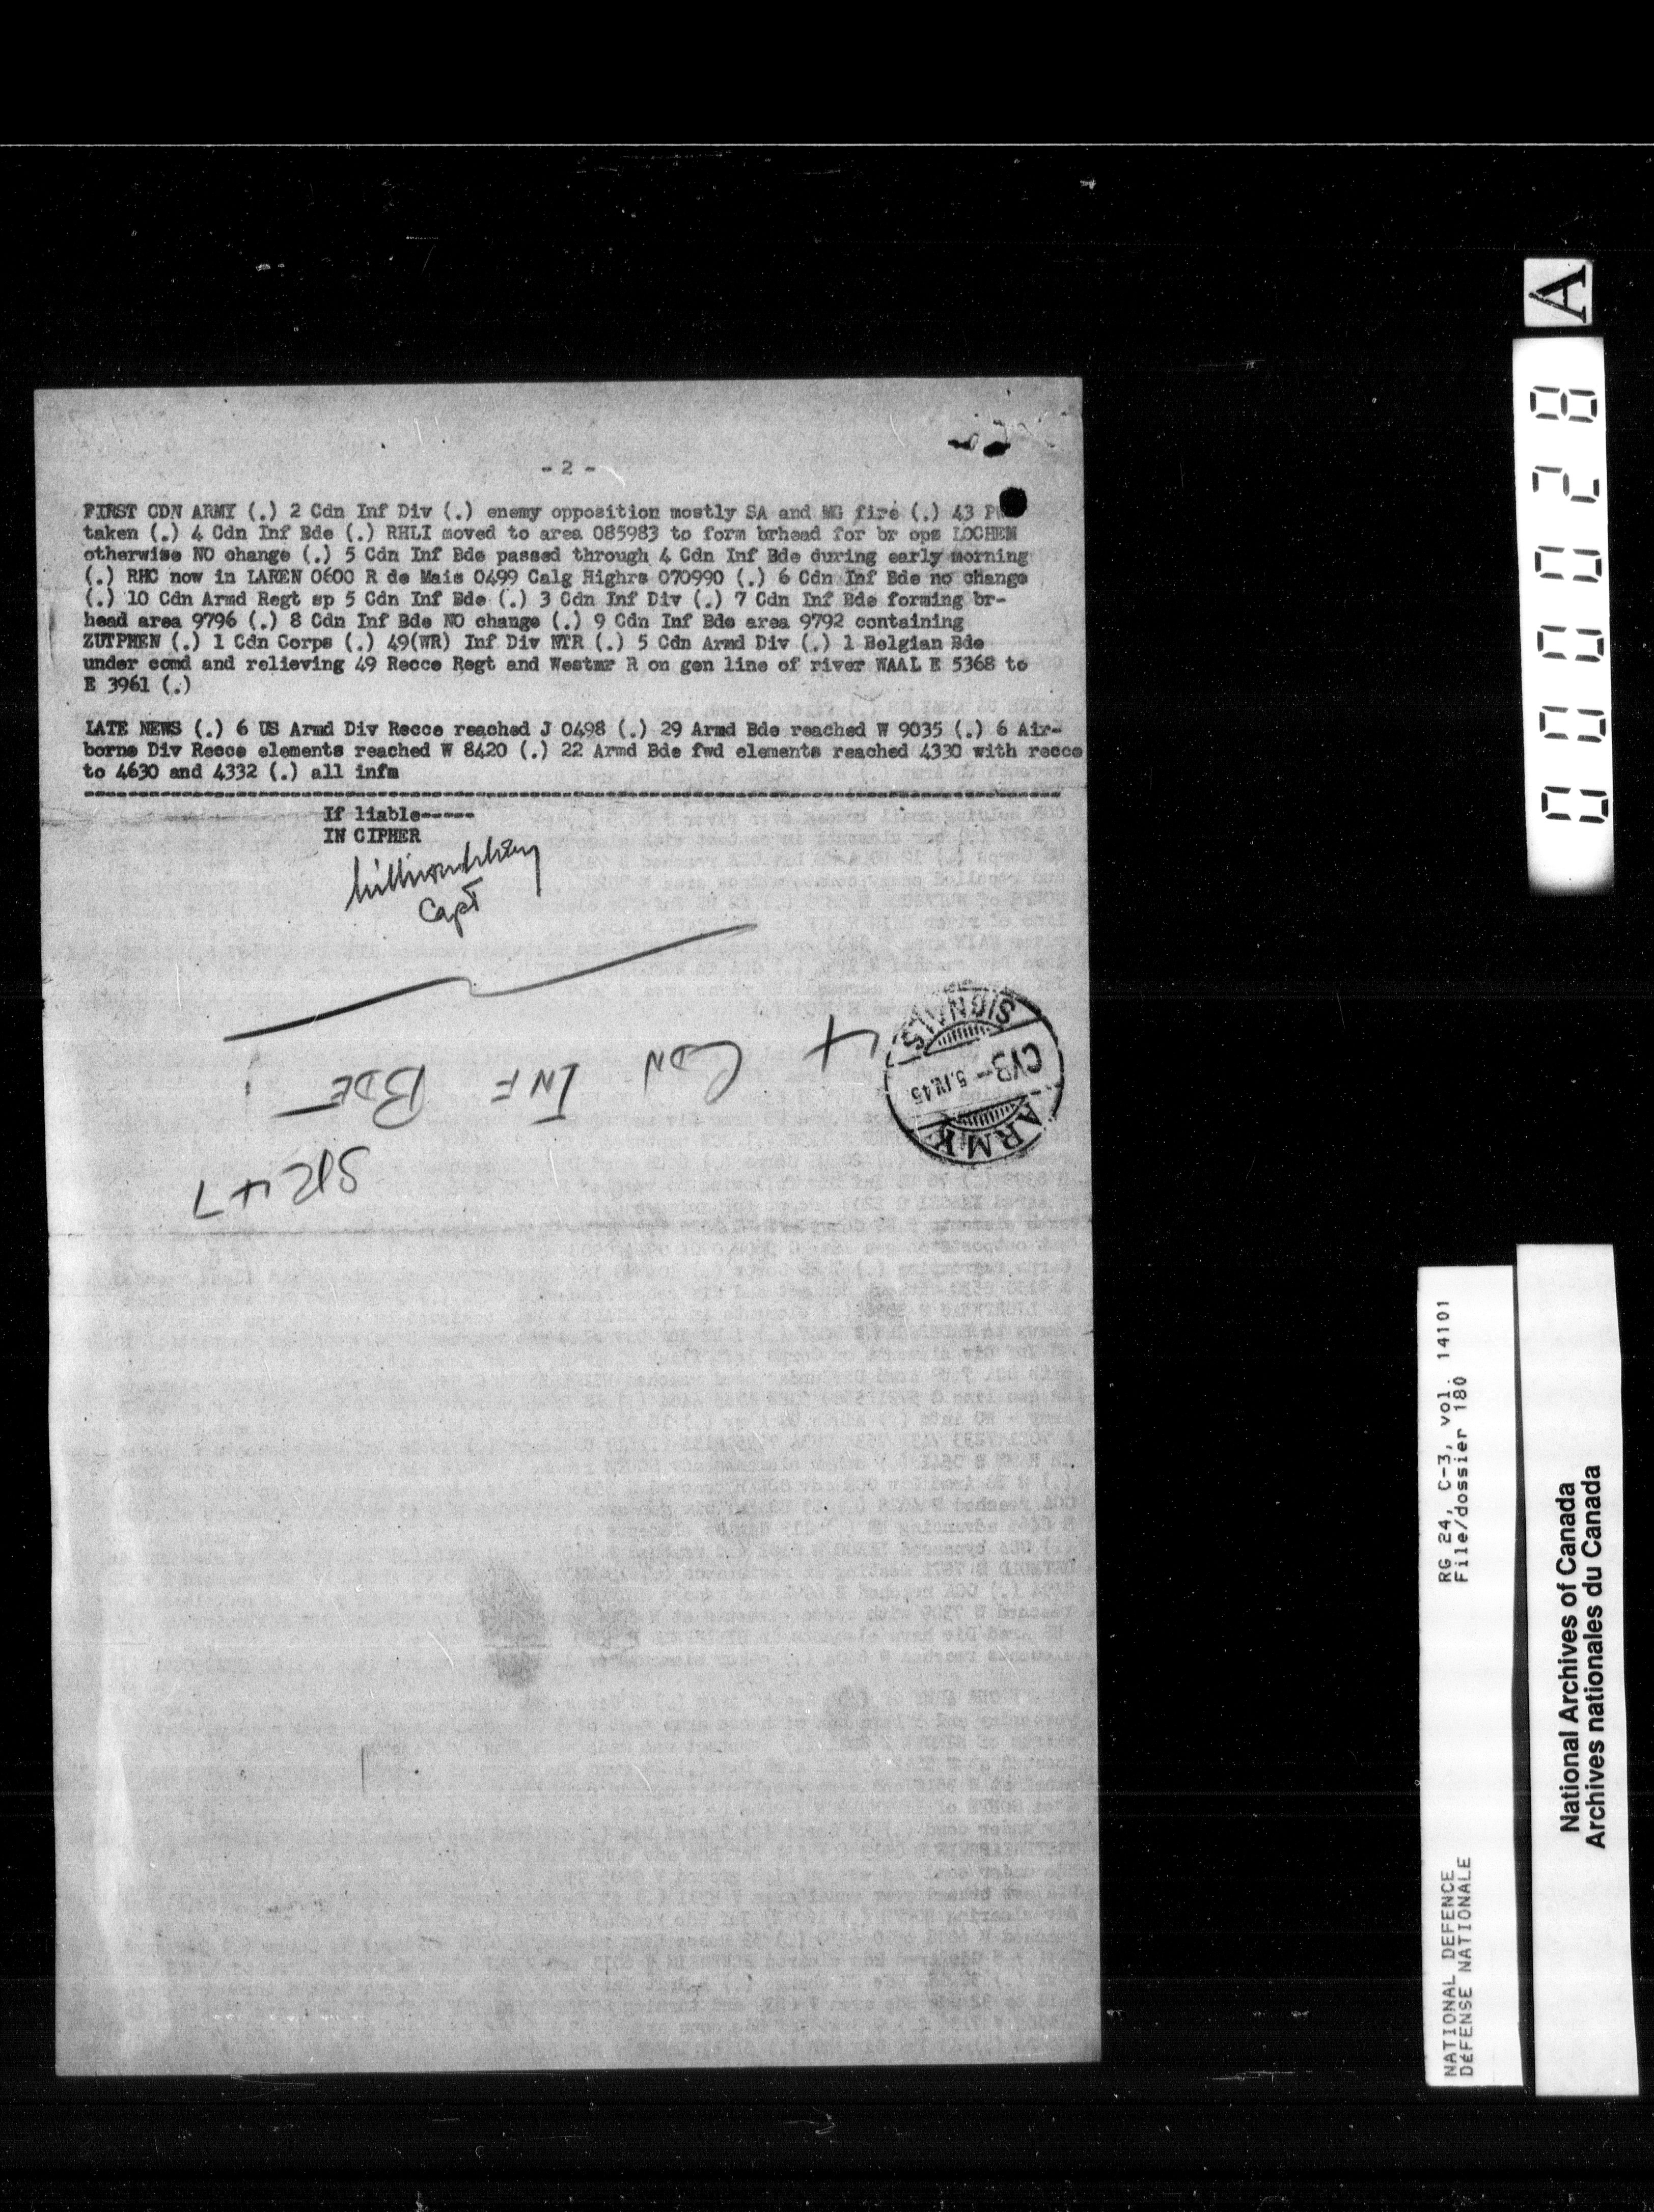 - 2 -
FIRST CDN ARMY (.) 2 Cdn Inf Div (.) enemy opposition mostly SA and MG fire (.) 43
taken (.) 4 Cdn Inf Bde (.) RHLI moved to area 085983 to form brhead for br ops LOCHEM
otherwise NO change (.) 5 Cdn Inf Bde passed through 4 Cdn Inf Bde during early morning
(.) RHC now in LAREN 0600 R de Mais 0499 Calg Highrs 070990 (.) 6 Cdn Inf Bde no change
(.) 10 Cdn Armd Regt sp 5 Cdn Inf Bde (.) 3 Cdn Inf Div (.) 7 Cdn Inf Bde forming br-
head area 9796 (.) 8 Cdn Inf Bde NO change (.) 9 Cdn Inf Bde area 9792 containing
ZUTPHEN (.) 1 Cdn Corps (.) 49(WR) Inf Div NTR (.) 5 Cdn Armd Div (.) 1 Belgian Bde
under comd and relieving 49 Recce Regt and Westmr R on gen line of river WAAL E 5368 to
E 3961 (.)
LATE NEWS (.) 6 US Armd Div Recce reached J 0498 (.) 29 Armd Bde reached W 9035 (.) 6 Air-
borne Div Recce elements reached W 8420 (.) 22 Armd Bde fwd elements reached 4330 with recce
to 4630 and 4332 (.) all infm
If liable-----
IN CIPHER
Capt
4 CDN INF BDE
ARMY SIGNALS
CYB - 5.IV.45
A
000028
RG 24, C-3, vol. 14101
File/dossier 180
NATIONAL DEFENCE
DÉFENSE NATIONALE
National Archives of Canada
Archives nationales du Canada